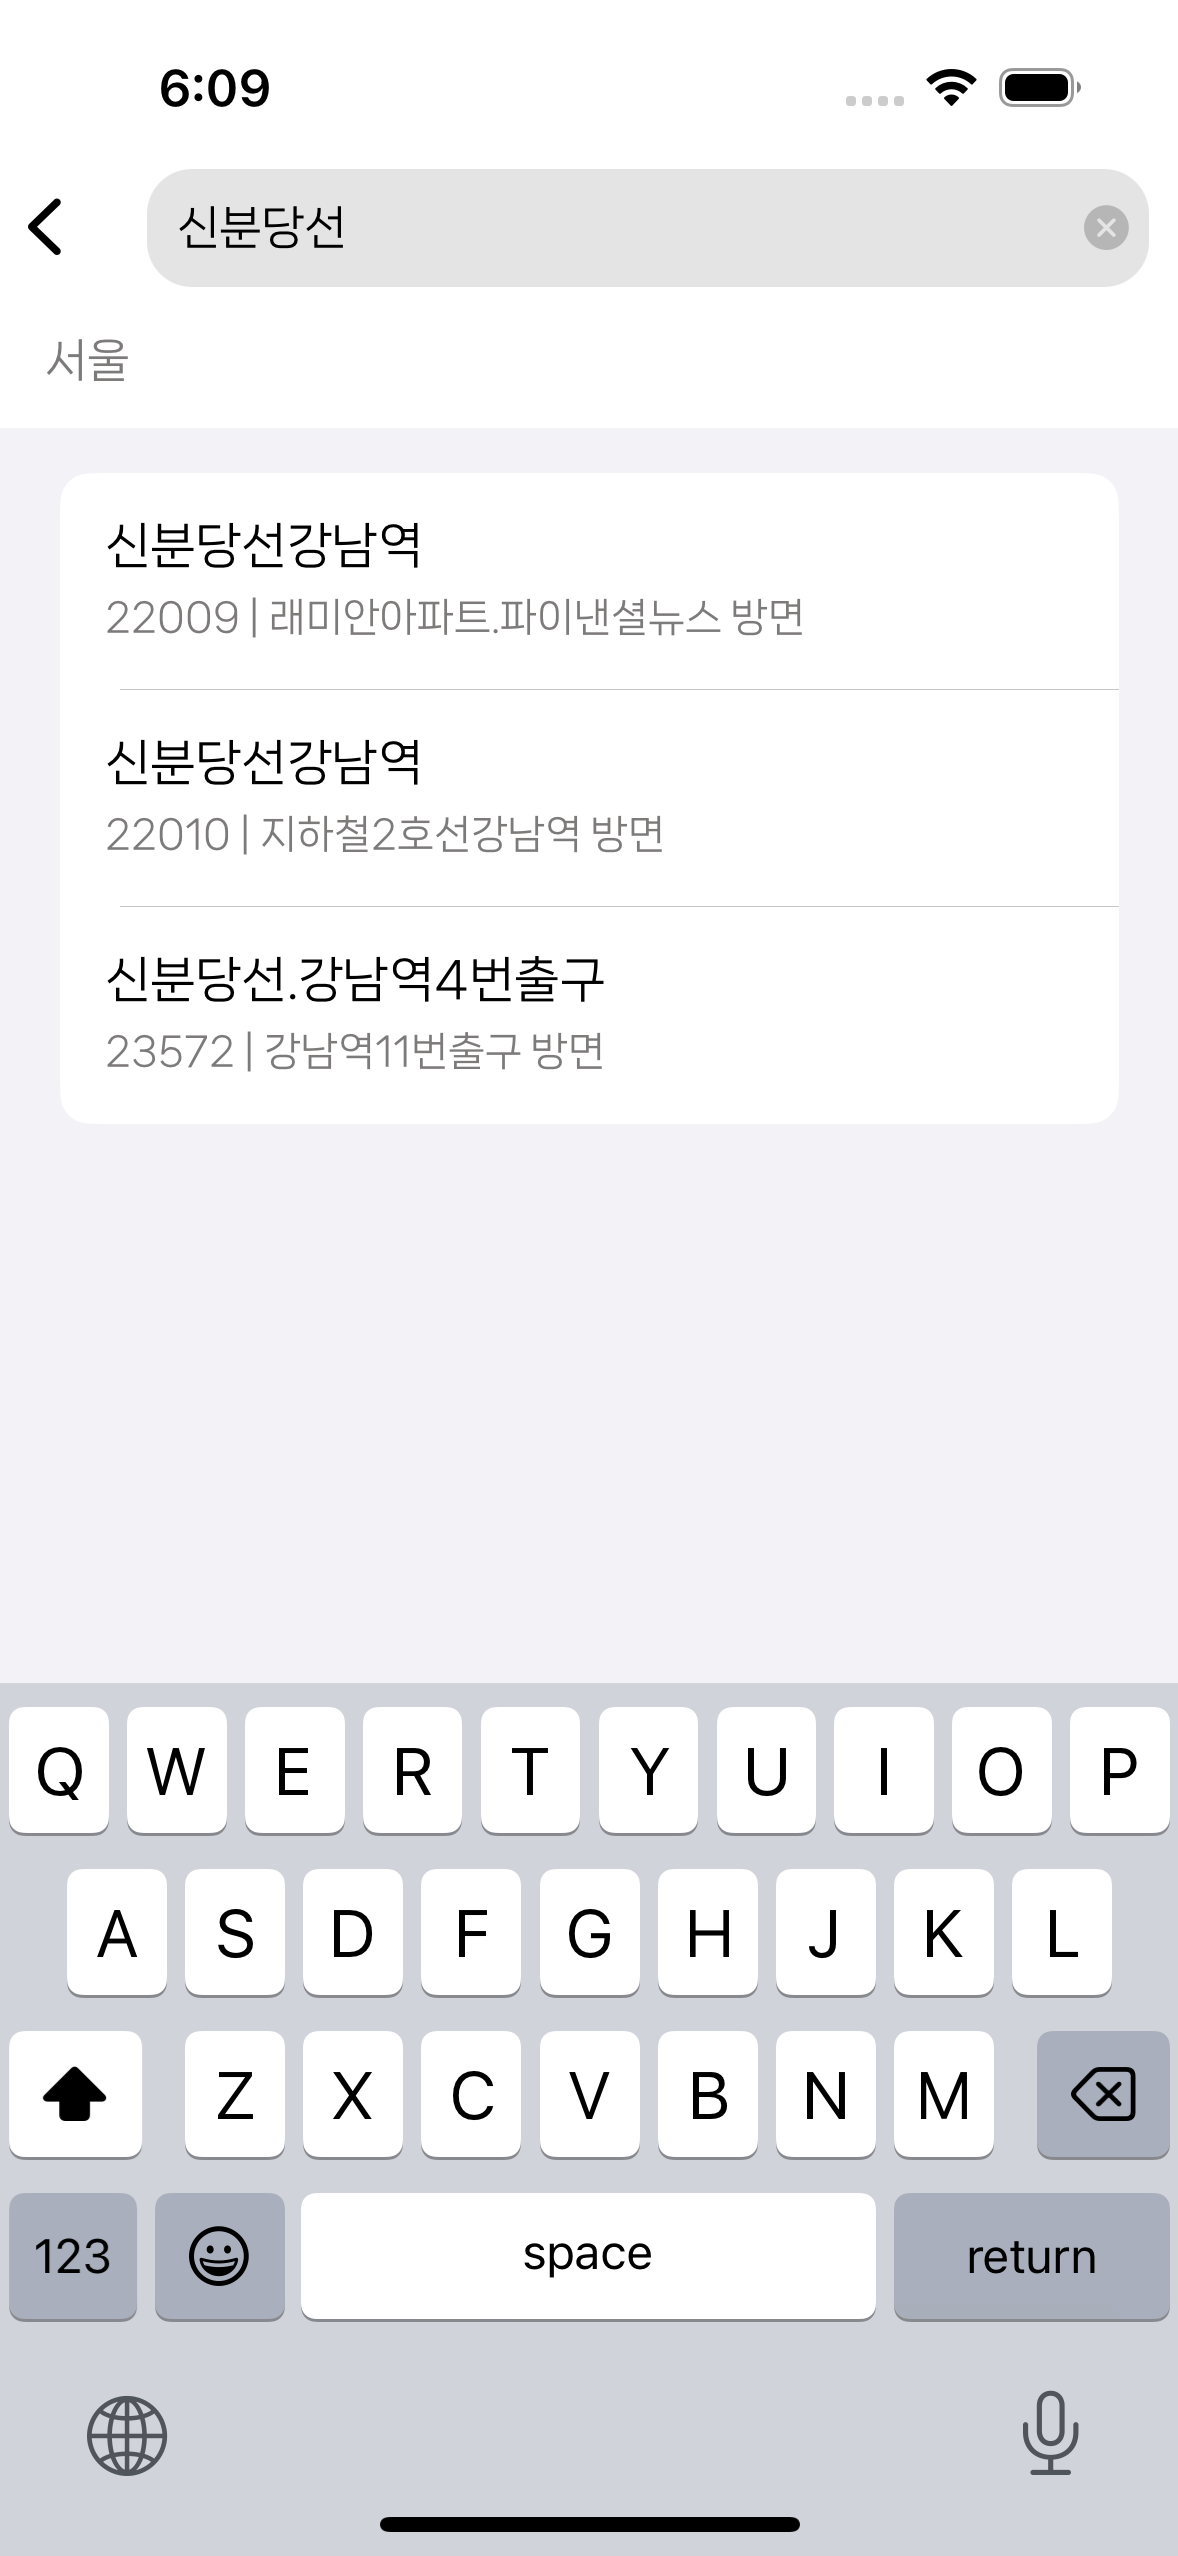 6:09
신분당선
서울
신분당선강남역
22009 | 래미안아파트.파이낸셜뉴스 방면
신분당선강남역
22010 | 지하철2호선강남역 방면
신분당선.강남역4번출구
23572 | 강남역11번출구 방면
Q W E R T Y U I O P
A S D F G H J K L
Z X C V B N M
123 space return